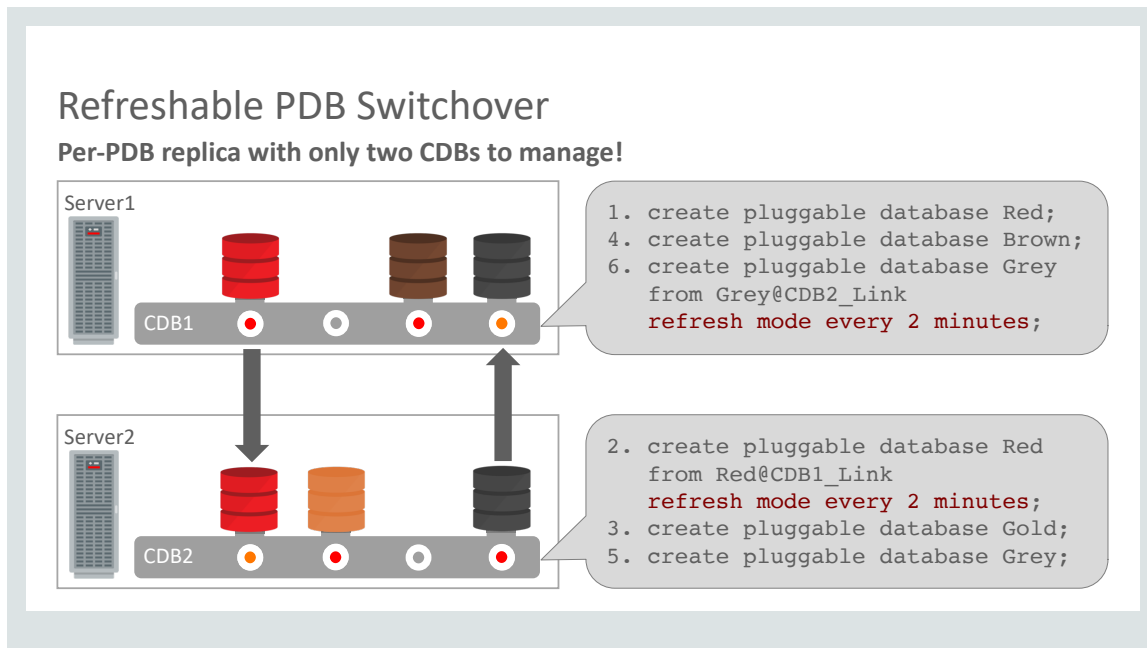 Refreshable PDB Switchover
Per-PDB replica with only two CDBs to manage!
Server1
CDB1
1. create pluggable database Red;
4. create pluggable database Brown;
6. create pluggable database Grey
from Grey@CDB2_Link
refresh mode every 2 minutes;
Server2
CDB2
2. create pluggable database Red
from Red@CDB1_Link
refresh mode every 2 minutes;
3. create pluggable database Gold;
5. create pluggable database Grey;